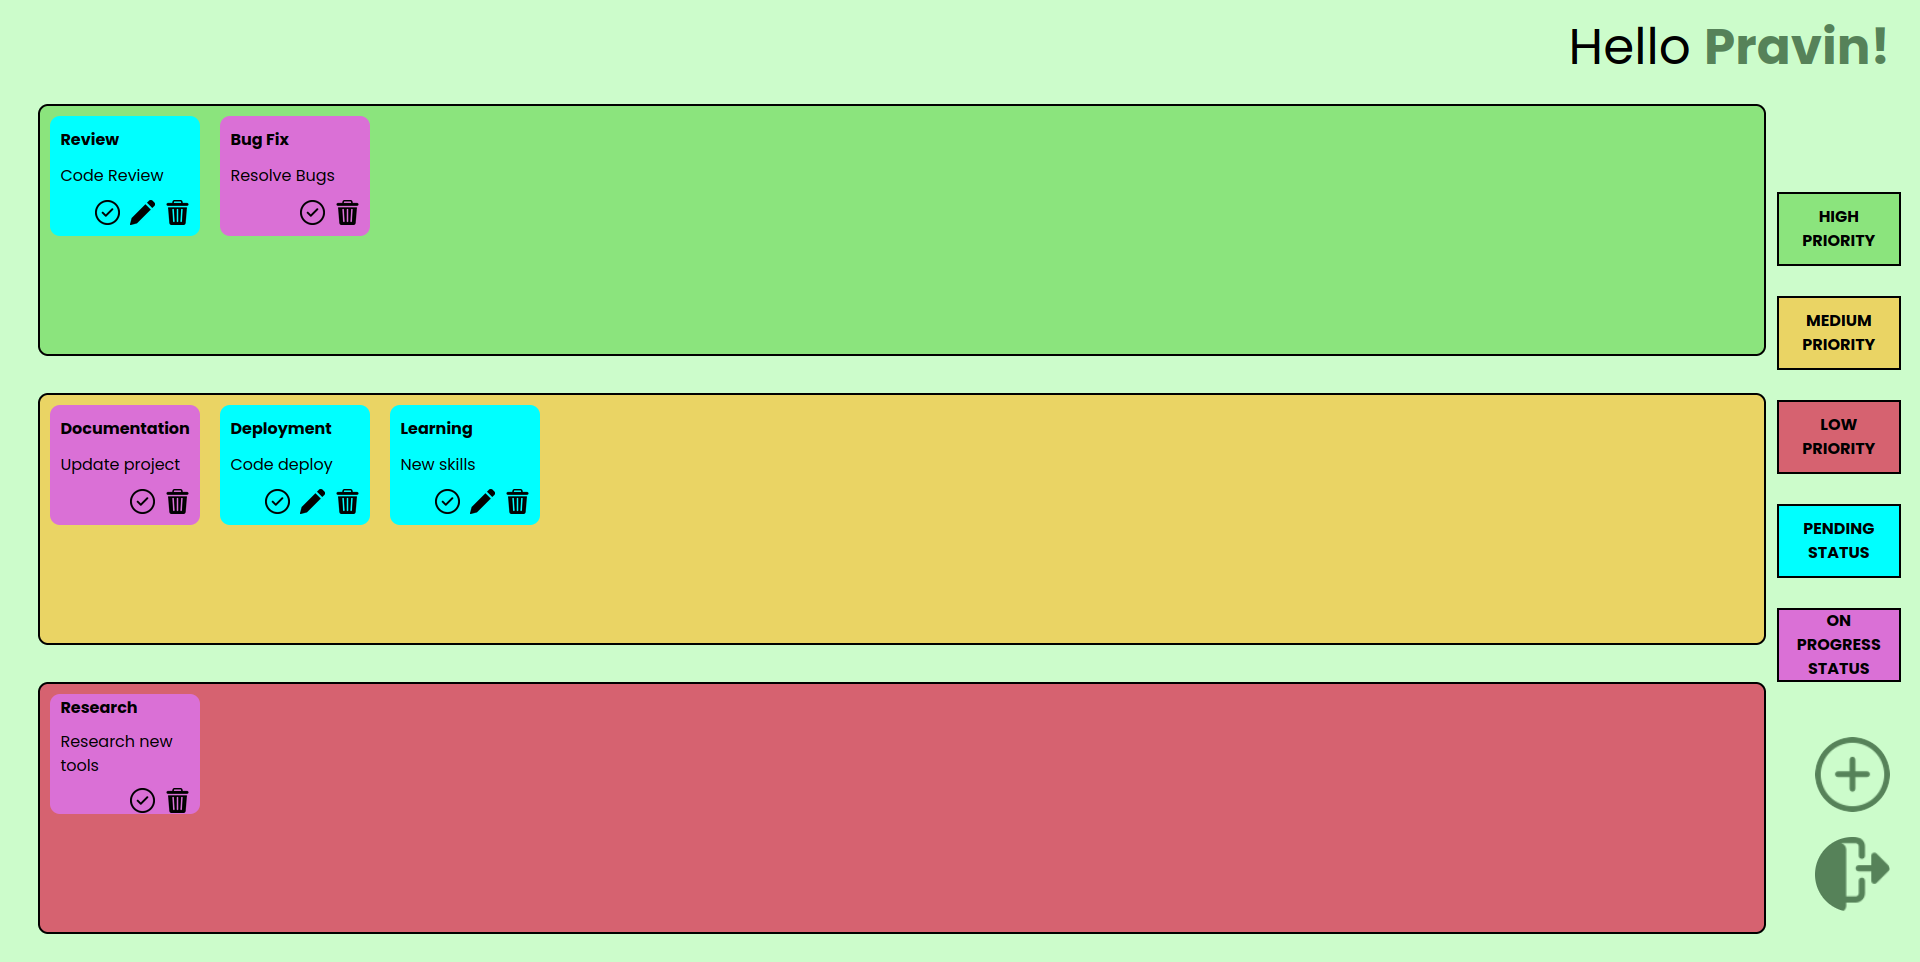 Hello Pravin!
Review
Code Review
Bug Fix
Resolve Bugs
HIGH
PRIORITY
MEDIUM
PRIORITY
Documentation
Update project
Deployment
Code deploy
Learning
New skills
LOW
PRIORITY
PENDING
STATUS
ON
PROGRESS
STATUS
Research
Research new
tools